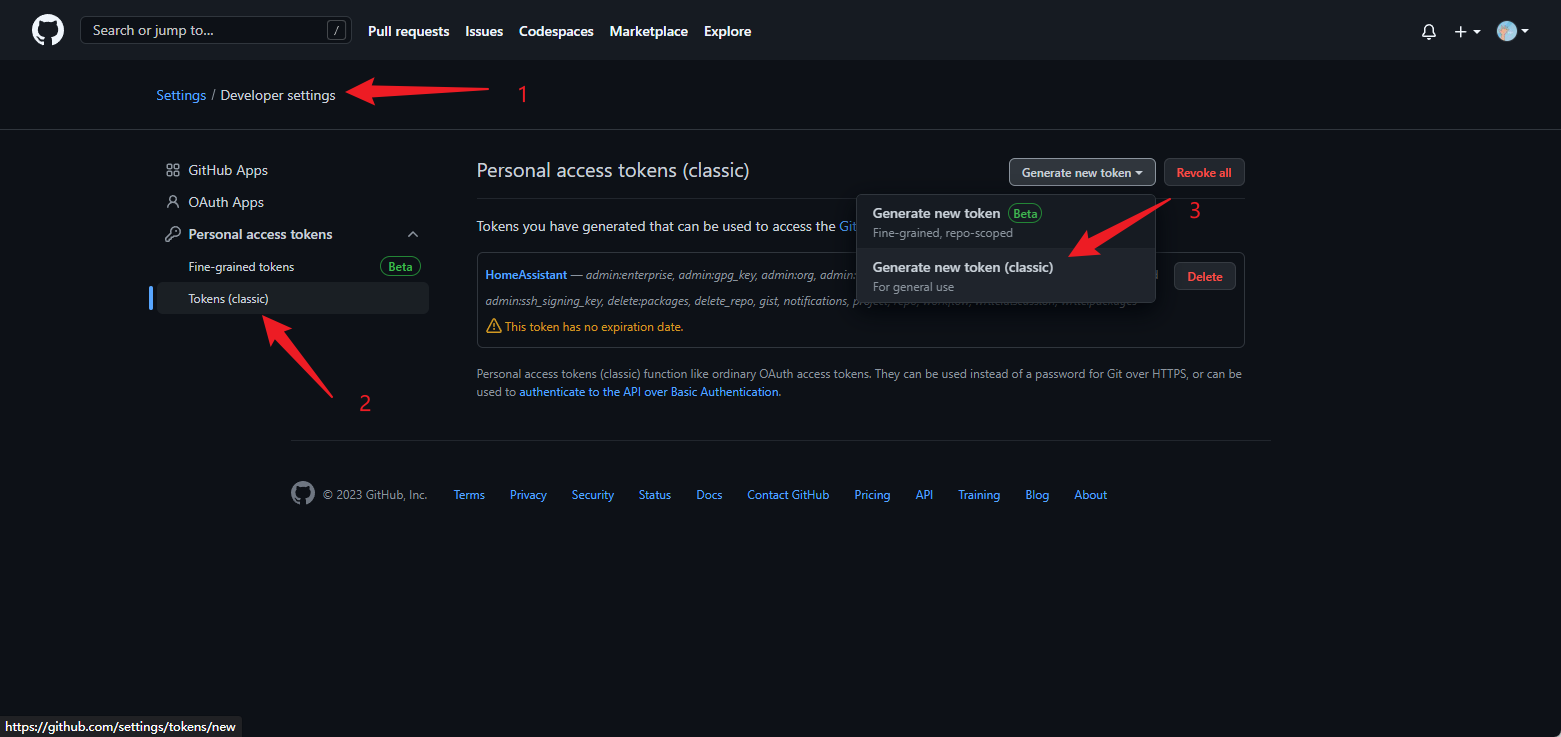 Search or jump to... /
Pull requests Issues Codespaces Marketplace Explore
Settings / Developer settings
1
GitHub Apps
OAuth Apps
Personal access tokens
Fine-grained tokens Beta
Tokens (classic)
2
Personal access tokens (classic)
Generate new token
Revoke all
Generate new token Beta
Fine-grained, repo-scoped
3
Generate new token (classic)
For general use
Tokens you have generated that can be used to access the Git
HomeAssistant — admin:enterprise, admin:gpg_key, admin:org, admin:
Delete
admin:ssh_signing_key, delete:packages, delete_repo, gist, notifications, project, repo, workflow, write:discussion, write:packages
This token has no expiration date.
Personal access tokens (classic) function like ordinary OAuth access tokens. They can be used instead of a password for Git over HTTPS, or can be
used to authenticate to the API over Basic Authentication.
© 2023 GitHub, Inc. Terms Privacy Security Status Docs Contact GitHub Pricing API Training Blog About
https://github.com/settings/tokens/new